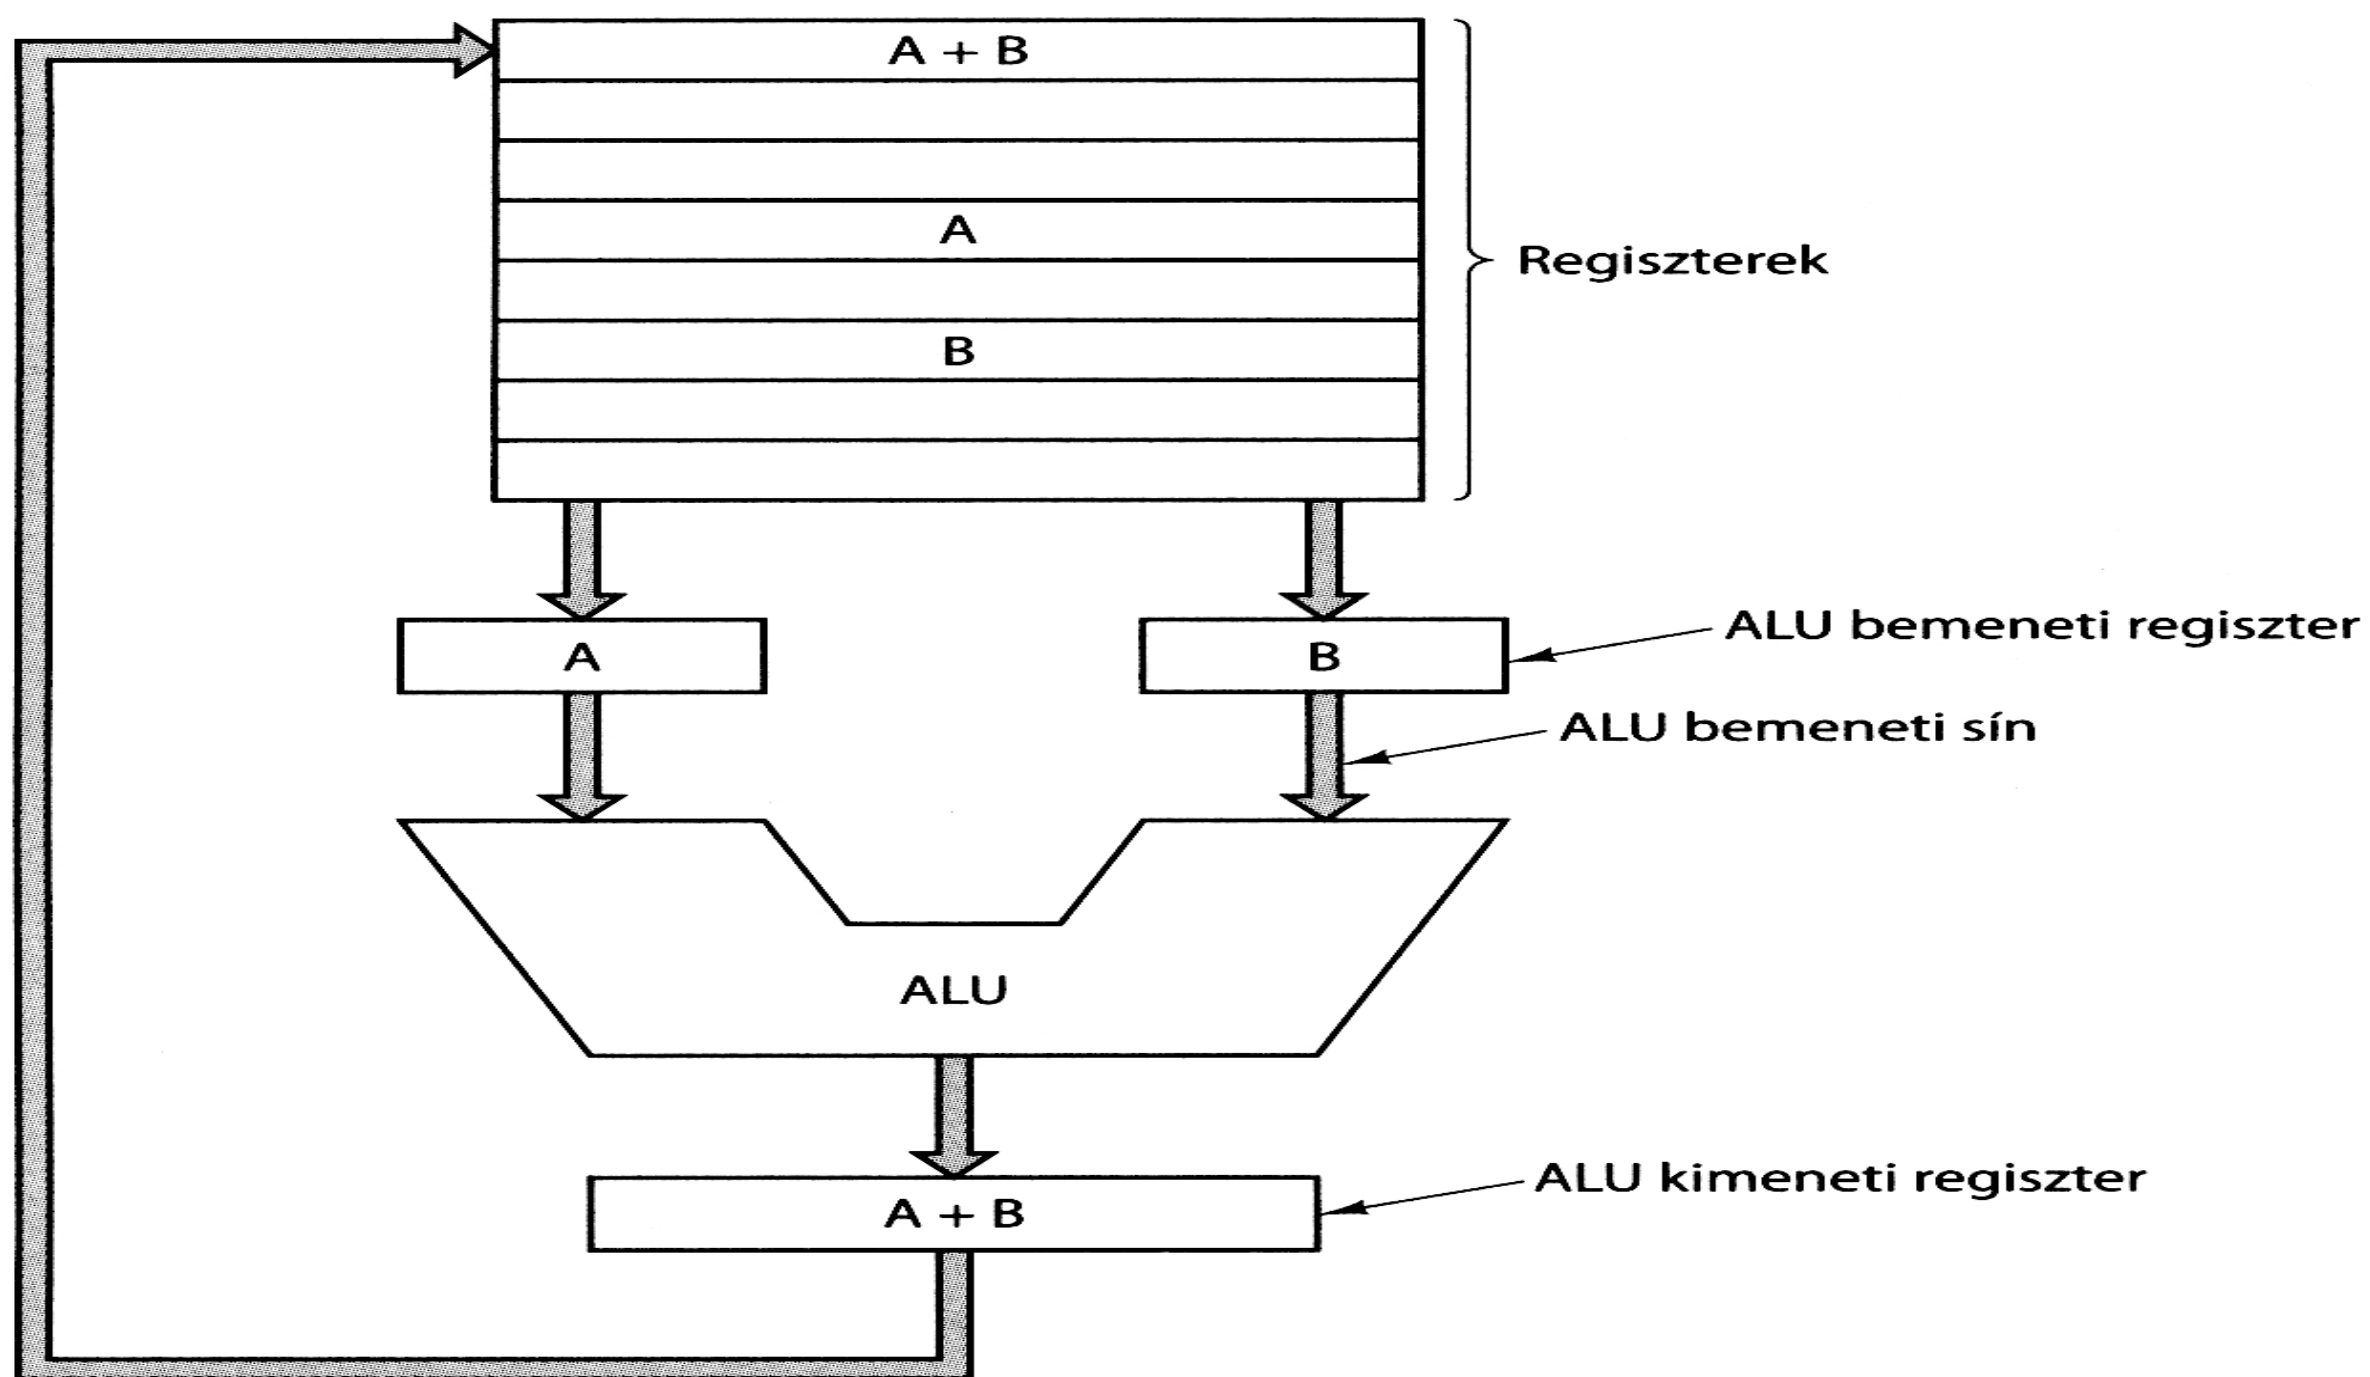 A + B
A
Regiszterek
B
ALU bemeneti regiszter
A
B
ALU bemeneti sín
ALU
ALU kimeneti regiszter
A + B